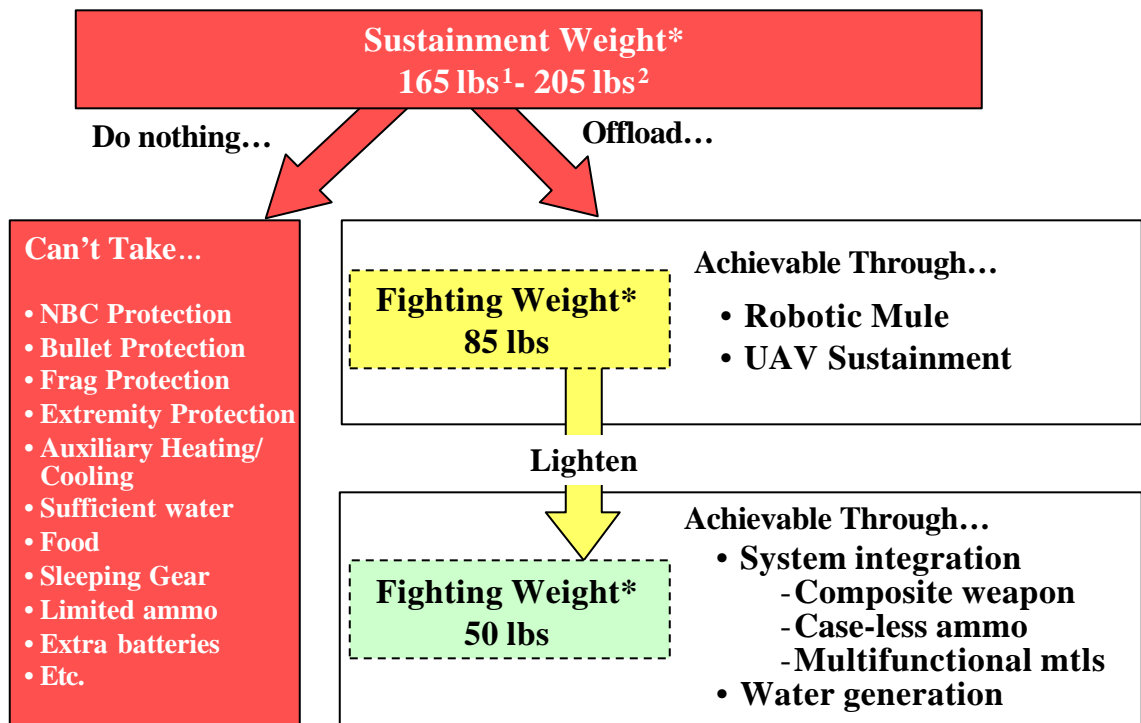 Sustainment Weight*
165 lbs¹- 205 lbs²
Do nothing…
Offload…
Can't Take…
• NBC Protection
• Bullet Protection
• Frag Protection
• Extremity Protection
• Auxiliary Heating/
Cooling
• Sufficient water
• Food
• Sleeping Gear
• Limited ammo
• Extra batteries
• Etc.
Fighting Weight*
85 lbs
Achievable Through…
• Robotic Mule
• UAV Sustainment
Lighten
Fighting Weight*
50 lbs
Achievable Through…
• System integration
- Composite weapon
- Case-less ammo
- Multifunctional mtls
• Water generation